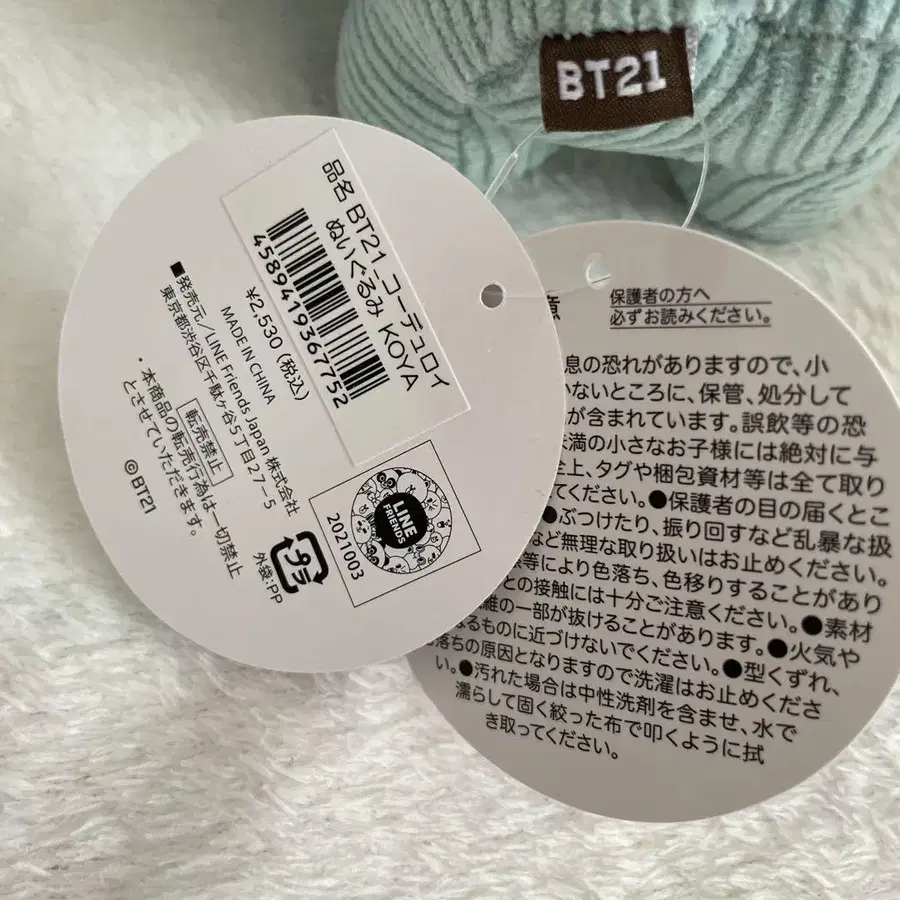 BT21
品名 BT21_コーデュロイ
ぬいぐるみ KOYA
4589419367752
¥2,530 (税込)
MADE IN CHINA
■発売元/LINE Friends Japan 株式会社
東京都渋谷区千駄ヶ谷5丁目27-5
転売禁止
・本商品の転売行為は一切禁止
とさせていただきます。
©BT21
LINE
FRIENDS
2021003
プラ
外袋:PP
保護者の方へ
必ずお読みください。
息の恐れがありますので、小
ないところに、保管、処分して
が含まれています。誤飲等の恐
未満の小さなお子様には絶対に与
全上、タグや梱包資材等は全て取り
てください。●保護者の目の届くとこ
●ぶつけたり、振り回すなど乱暴な扱
など無理な取り扱いはお止めください。
等により色落ち、色移りすることがあり
との接触には十分ご注意ください。●素材
維の一部が抜けることがあります。●火気や
なるものに近づけないでください。●型くずれ、
落ちの原因となりますので洗濯はお止めくださ
い。●汚れた場合は中性洗剤を含ませ、水で
濡らして固く絞った布で叩くように拭
き取ってください。